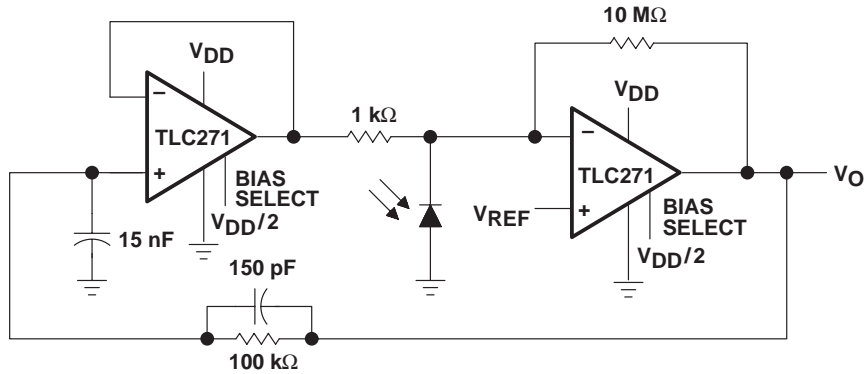 10 MΩ
VDD
−
TLC271
+
BIAS
SELECT
VDD/2
1 kΩ
VDD
−
TLC271
+
VREF
BIAS
SELECT
VDD/2
VO
15 nF
150 pF
100 kΩ